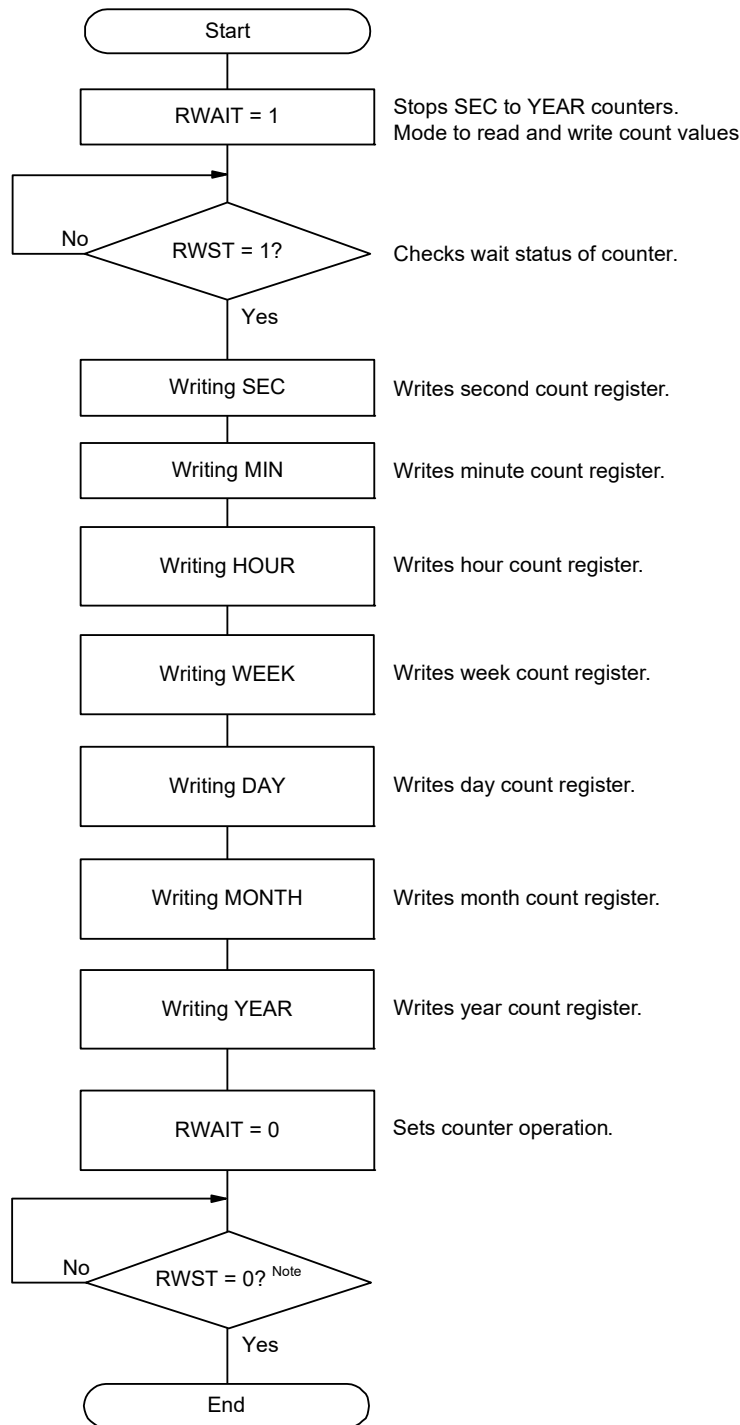 Start
RWAIT = 1
Stops SEC to YEAR counters.
Mode to read and write count values
No
RWST = 1?
Checks wait status of counter.
Yes
Writing SEC
Writes second count register.
Writing MIN
Writes minute count register.
Writing HOUR
Writes hour count register.
Writing WEEK
Writes week count register.
Writing DAY
Writes day count register.
Writing MONTH
Writes month count register.
Writing YEAR
Writes year count register.
RWAIT = 0
Sets counter operation.
No
RWST = 0? Note
Yes
End